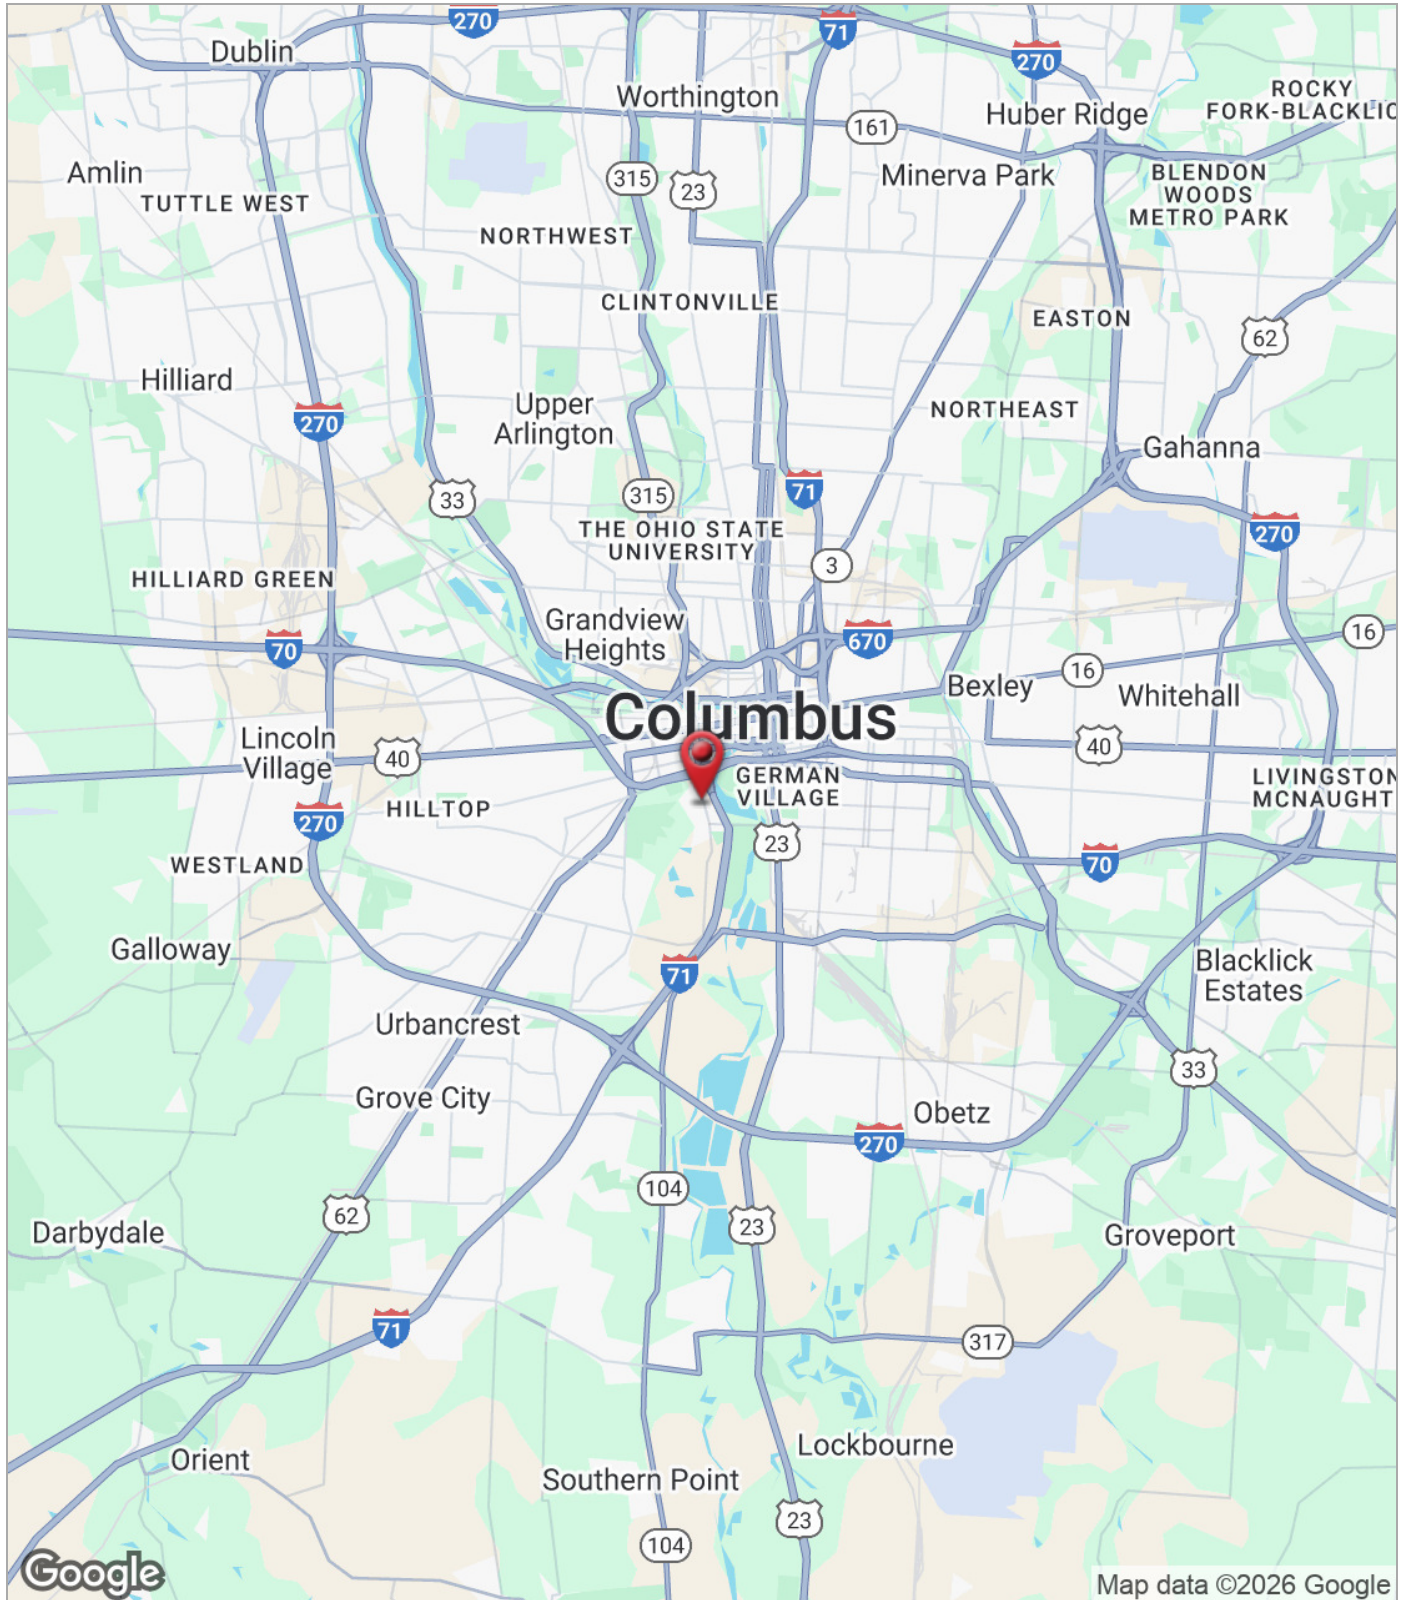 270
71
Dublin
270
Worthington
ROCKY
FORK-BLACKLIC
Huber Ridge
161
Amlin
315
23
Minerva Park
BLENDON
WOODS
METRO PARK
TUTTLE WEST
NORTHWEST
CLINTONVILLE
EASTON
62
Hilliard
270
Upper
Arlington
NORTHEAST
Gahanna
33
315
71
THE OHIO STATE
UNIVERSITY
270
3
HILLIARD GREEN
Grandview
Heights
670
16
70
16
Bexley
Whitehall
Columbus
Lincoln
Village
40
40
GERMAN
VILLAGE
LIVINGSTON
MCNAUGHT
HILLTOP
270
23
WESTLAND
70
Galloway
71
Blacklick
Estates
Urbancrest
33
Grove City
Obetz
270
104
62
23
Darbydale
Groveport
71
317
Lockbourne
Orient
Southern Point
23
104
Google
Map data ©2026 Google